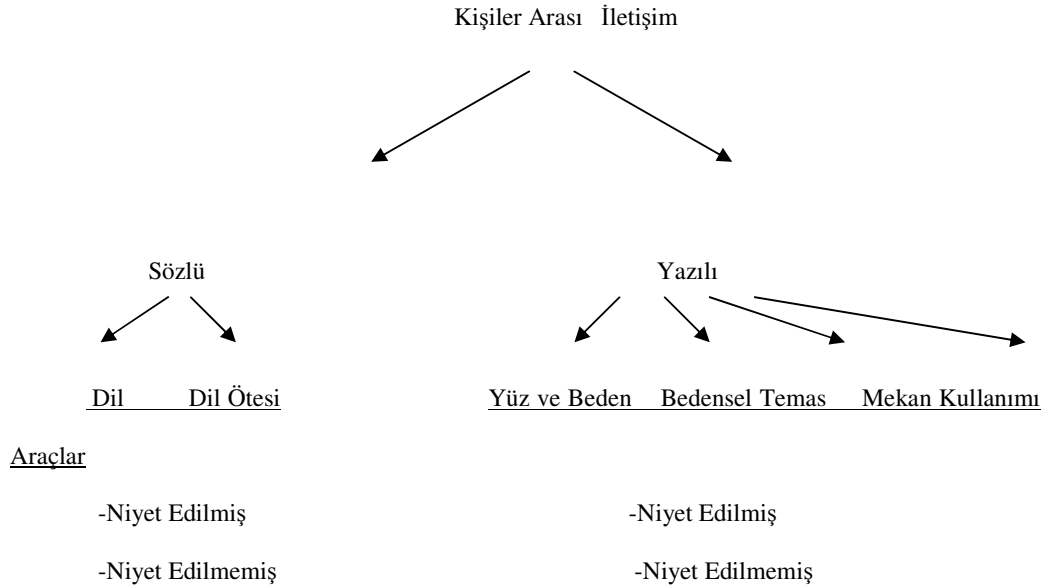 Kişiler Arası İletişim
Sözlü Yazılı
Dil Dil Ötesi Yüz ve Beden Bedensel Temas Mekan Kullanımı
Araçlar
-Niyet Edilmiş -Niyet Edilmiş
-Niyet Edilmemiş -Niyet Edilmemiş